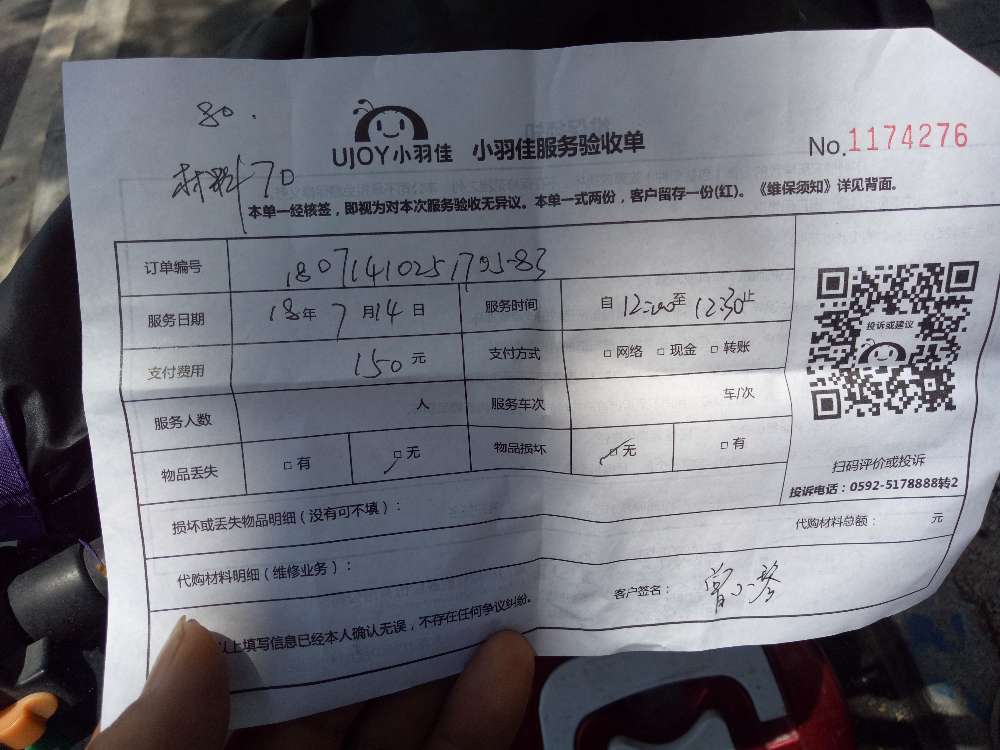 80.
材料70
UJOY小羽佳 小羽佳服务验收单 No.1174276
本单一经核签，即视为对本次服务验收无异议。本单一式两份，客户留存一份(红)。《维保须知》详见背面。
订单编号 1807141025179583
服务日期 18年7月14日 服务时间 自12:00至12:30止
支付费用 150元 支付方式 □网络 □现金 □转账
服务人数 人 服务车次 车/次
物品丢失 □有 □无 物品损坏 □无 □有
投诉或建议
扫码评价或投诉
投诉电话：0592-5178888转2
损坏或丢失物品明细（没有可不填）：
代购材料明细（维修业务）： 代购材料总额： 元
以上填写信息已经本人确认无误，不存在任何争议纠纷。 客户签名：曾小琴